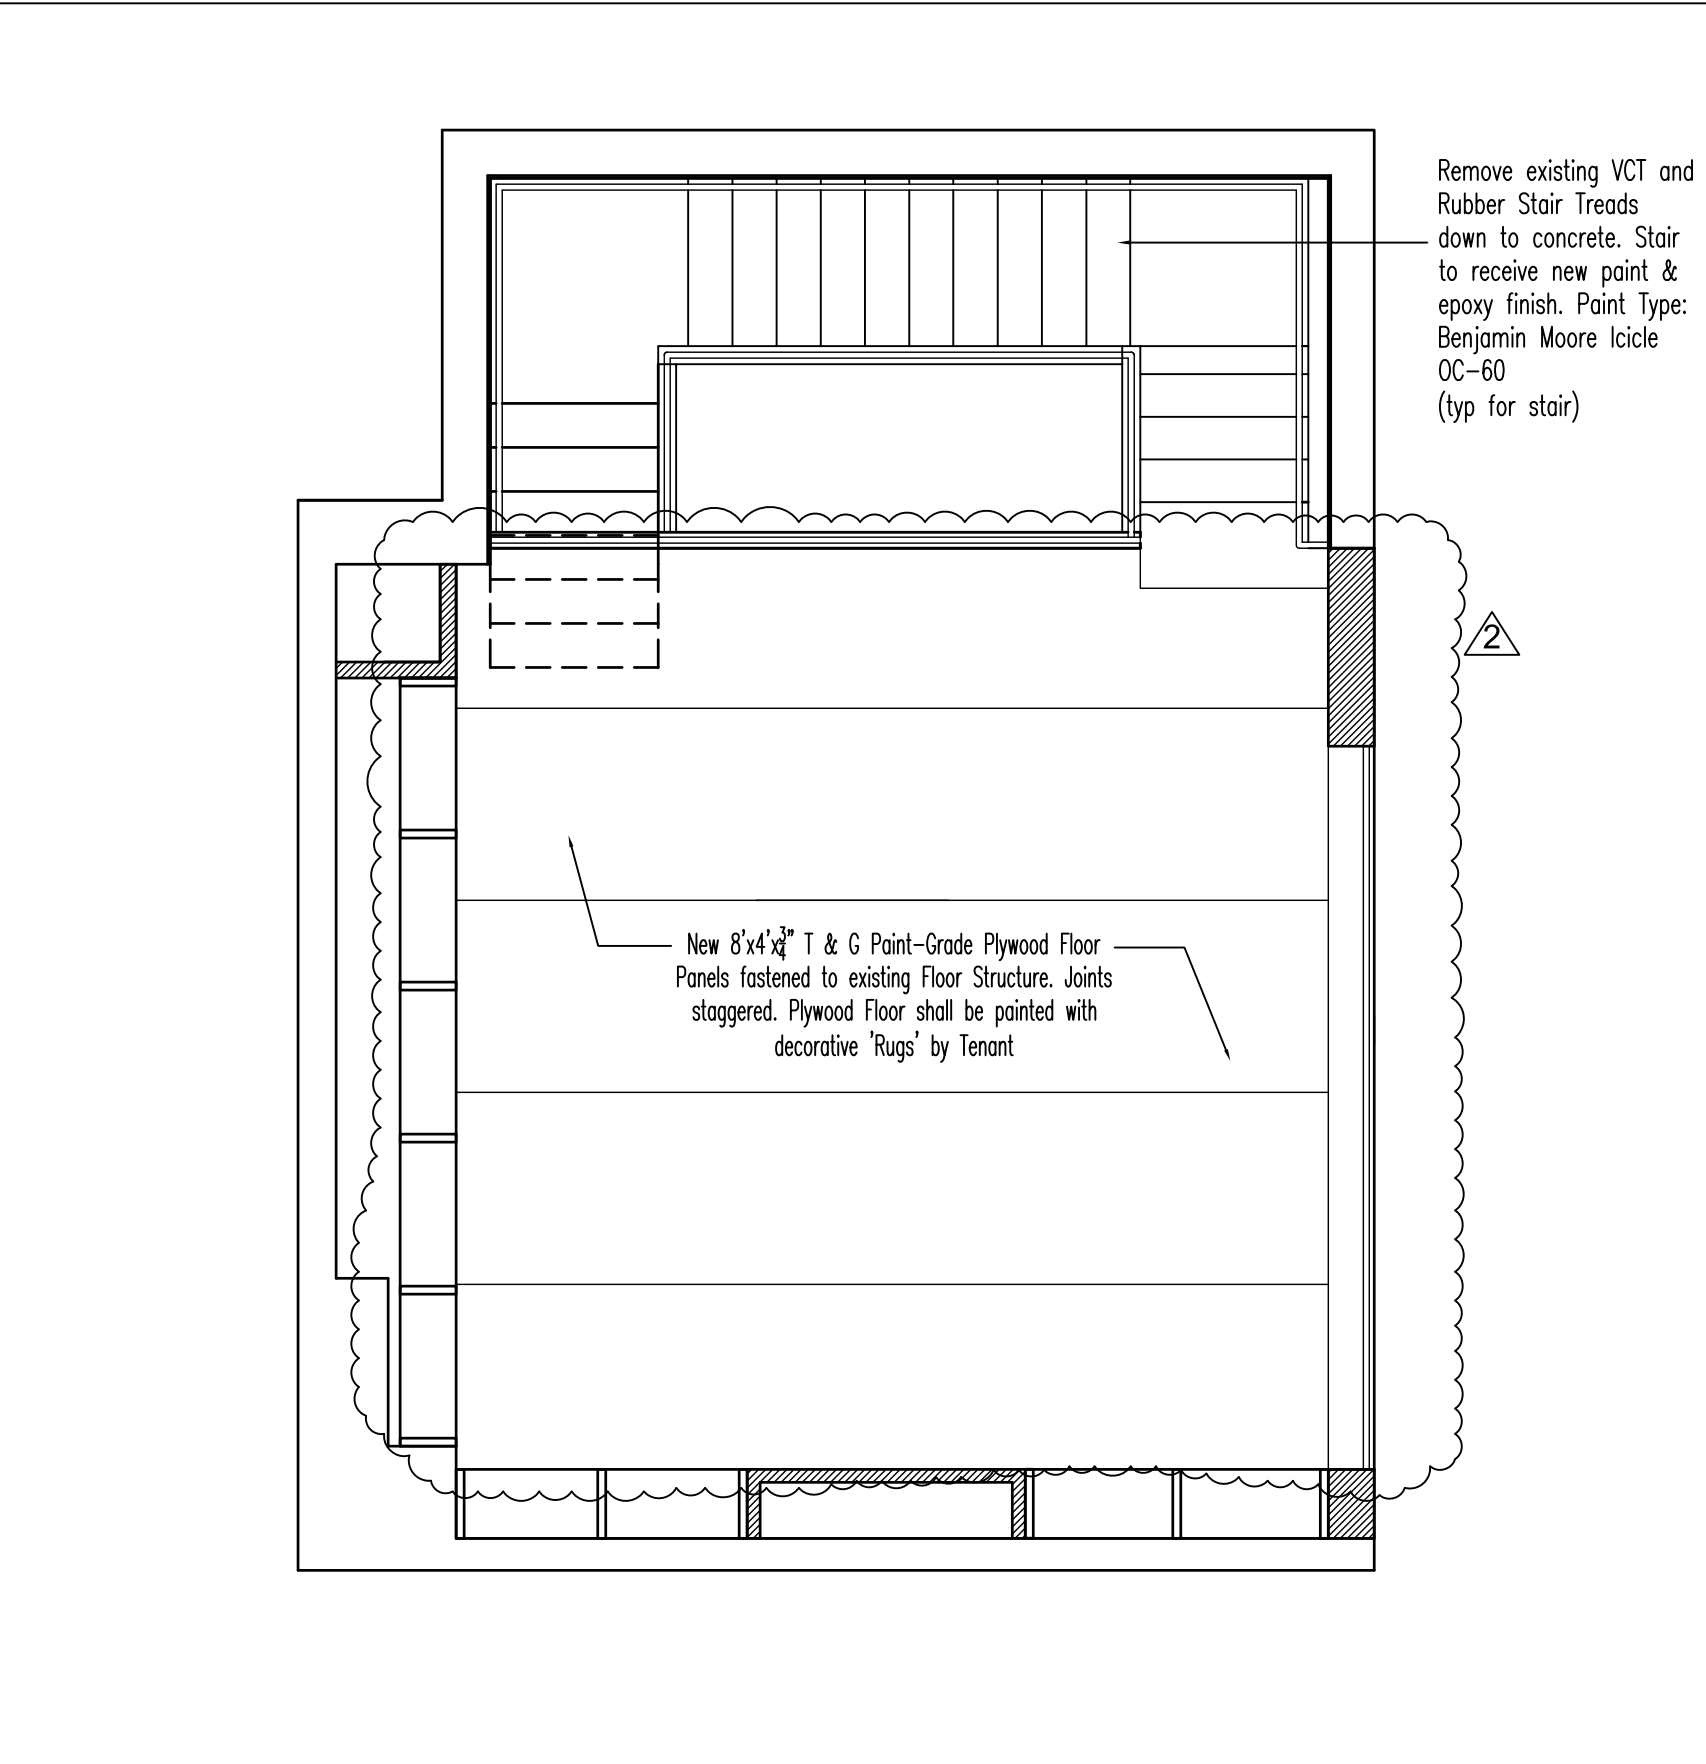 Remove existing VCT and
Rubber Stair Treads
down to concrete. Stair
to receive new paint &
epoxy finish. Paint Type:
Benjamin Moore Icicle
OC-60
(typ for stair)
2
New 8'x4'x3/4" T & G Paint-Grade Plywood Floor
Panels fastened to existing Floor Structure. Joints
staggered. Plywood Floor shall be painted with
decorative 'Rugs' by Tenant